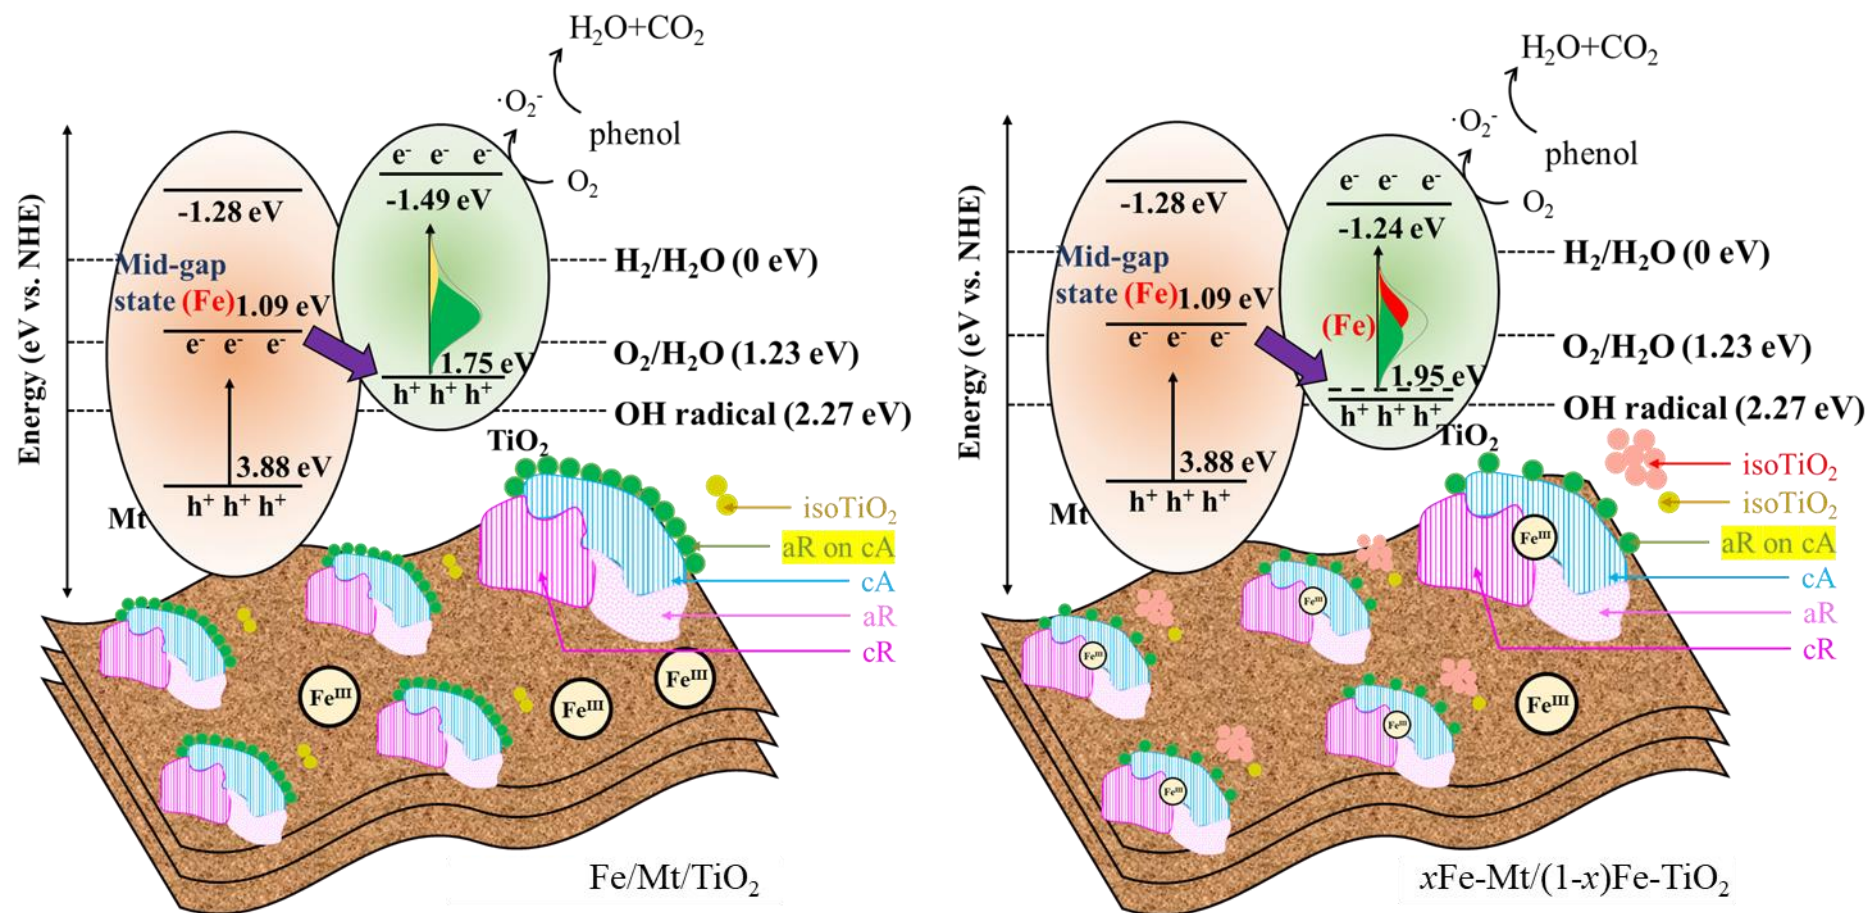 H₂O+CO₂
·O₂⁻
phenol
O₂
e⁻ e⁻ e⁻
-1.49 eV
-1.28 eV
Energy (eV vs. NHE)
H₂/H₂O (0 eV)
Mid-gap
state (Fe) 1.09 eV
e⁻ e⁻ e⁻
O₂/H₂O (1.23 eV)
1.75 eV
h⁺ h⁺ h⁺
OH radical (2.27 eV)
TiO₂
3.88 eV
h⁺ h⁺ h⁺
Mt
isoTiO₂
aR on cA
cA
aR
cR
Feᴵᴵᴵ
Feᴵᴵᴵ
Feᴵᴵᴵ
Fe/Mt/TiO₂
H₂O+CO₂
·O₂⁻
phenol
O₂
e⁻ e⁻ e⁻
-1.24 eV
-1.28 eV
Energy (eV vs. NHE)
H₂/H₂O (0 eV)
Mid-gap
state (Fe) 1.09 eV
(Fe)
e⁻ e⁻ e⁻
O₂/H₂O (1.23 eV)
1.95 eV
h⁺ h⁺ h⁺
OH radical (2.27 eV)
TiO₂
3.88 eV
h⁺ h⁺ h⁺
Mt
isoTiO₂
isoTiO₂
aR on cA
cA
aR
cR
Feᴵᴵᴵ
Feᴵᴵᴵ
Feᴵᴵᴵ
Feᴵᴵᴵ
Feᴵᴵᴵ
Feᴵᴵᴵ
xFe-Mt/(1-x)Fe-TiO₂